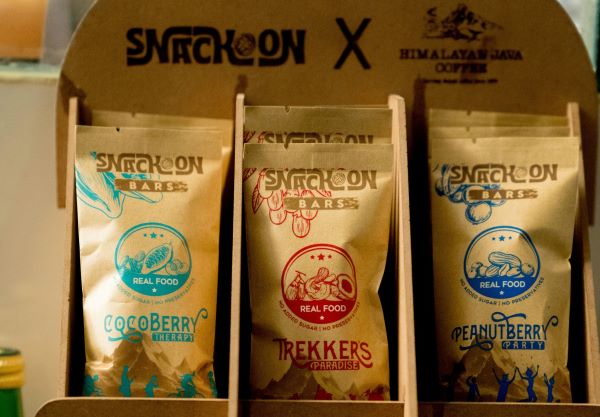 SNACKOON X
HIMALAYAN JAVA
COFFEE
SNACKOON
BARS
REAL FOOD
NO ADDED SUGAR | NO PRESERVATIVES
COCOBERRY
THERAPY
SNACKOON
SNACKOON
BARS
REAL FOOD
NO ADDED SUGAR | NO PRESERVATIVES
TREKKERS
PARADISE
SNACKOON
BARS
REAL FOOD
NO ADDED SUGAR | NO PRESERVATIVES
PEANUTBERRY
PARTY